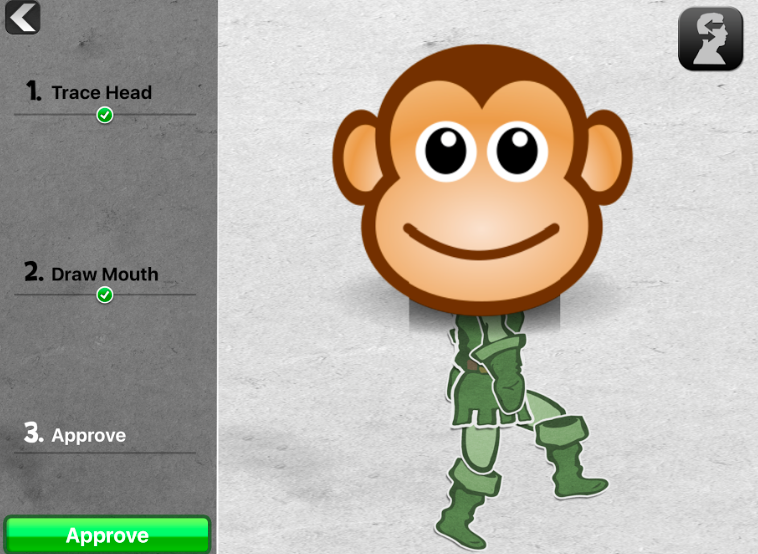 1. Trace Head
2. Draw Mouth
3. Approve
Approve